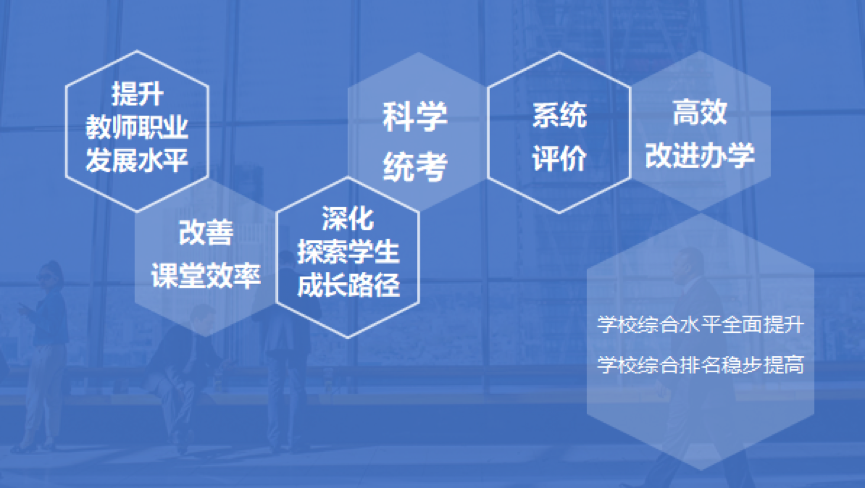 提升
教师职业
发展水平
改善
课堂效率
深化
探索学生
成长路径
科学
统考
系统
评价
高效
改进办学
学校综合水平全面提升
学校综合排名稳步提高